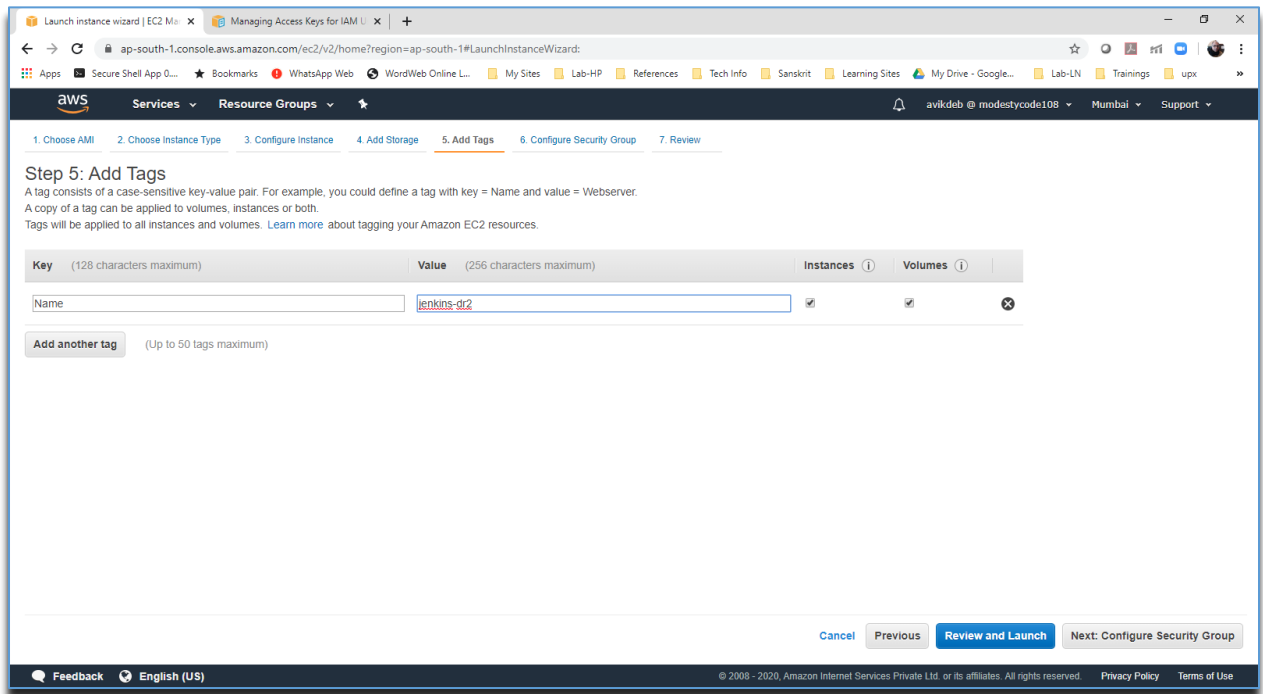 Launch instance wizard | EC2 Ma
Managing Access Keys for IAM U
ap-south-1.console.aws.amazon.com/ec2/v2/home?region=ap-south-1#LaunchInstanceWizard:
Apps Secure Shell App 0.... Bookmarks WhatsApp Web WordWeb Online L... My Sites Lab-HP References Tech Info Sanskrit Learning Sites My Drive - Google... Lab-LN Trainings upx »
aws Services Resource Groups avikdeb @ modestycode108 Mumbai Support
1. Choose AMI 2. Choose Instance Type 3. Configure Instance 4. Add Storage 5. Add Tags 6. Configure Security Group 7. Review
Step 5: Add Tags
A tag consists of a case-sensitive key-value pair. For example, you could define a tag with key = Name and value = Webserver.
A copy of a tag can be applied to volumes, instances or both.
Tags will be applied to all instances and volumes. Learn more about tagging your Amazon EC2 resources.
Key (128 characters maximum) Value (256 characters maximum) Instances i Volumes i
Name jenkins-dr2
Add another tag (Up to 50 tags maximum)
Cancel Previous Review and Launch Next: Configure Security Group
Feedback English (US) © 2008 - 2020, Amazon Internet Services Private Ltd. or its affiliates. All rights reserved. Privacy Policy Terms of Use